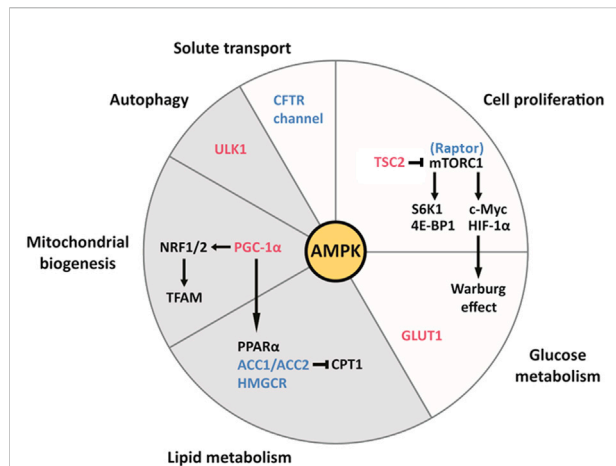 Solute transport
Autophagy
CFTR
channel
Cell proliferation
ULK1
(Raptor)
TSC2
mTORC1
S6K1
4E-BP1
c-Myc
HIF-1α
Mitochondrial
biogenesis
NRF1/2
PGC-1α
AMPK
TFAM
Warburg
effect
PPARα
ACC1/ACC2
CPT1
HMGCR
GLUT1
Glucose
metabolism
Lipid metabolism